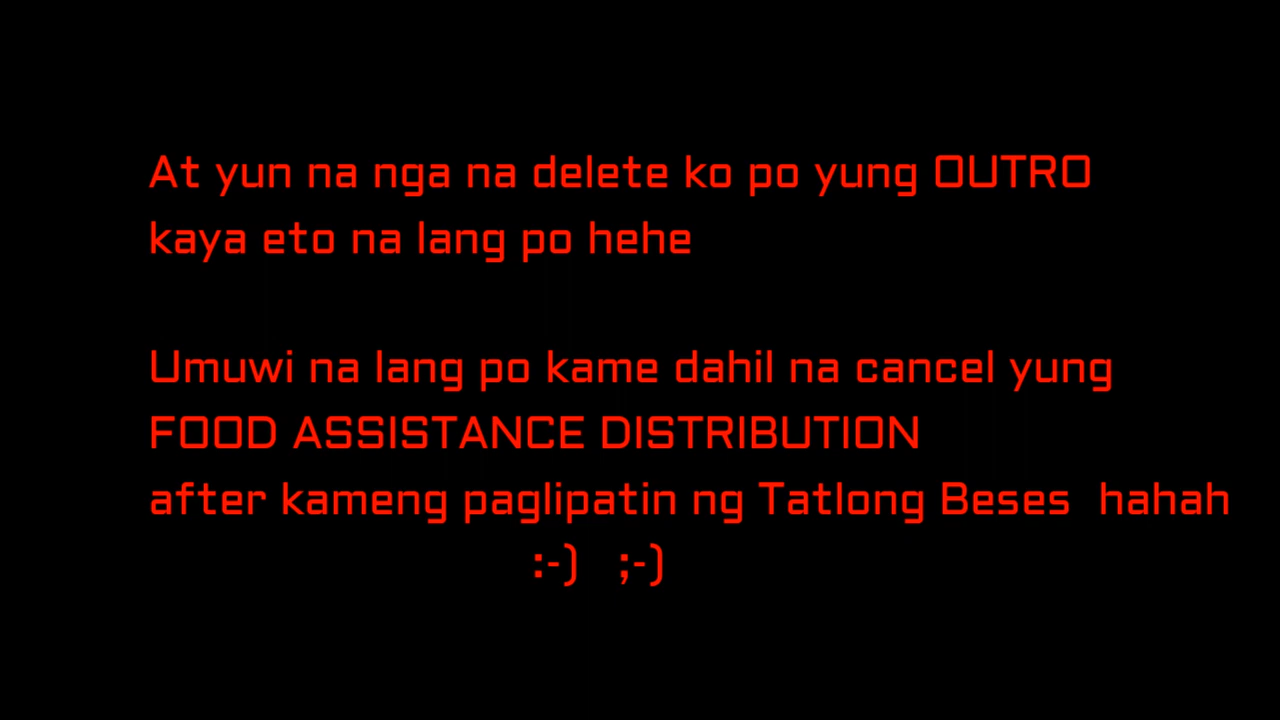 At yun na nga na delete ko po yung OUTRO
kaya eto na lang po hehe
Umuwi na lang po kame dahil na cancel yung
FOOD ASSISTANCE DISTRIBUTION
after kameng paglipatin ng Tatlong Beses  hahah
:-)   ;-)